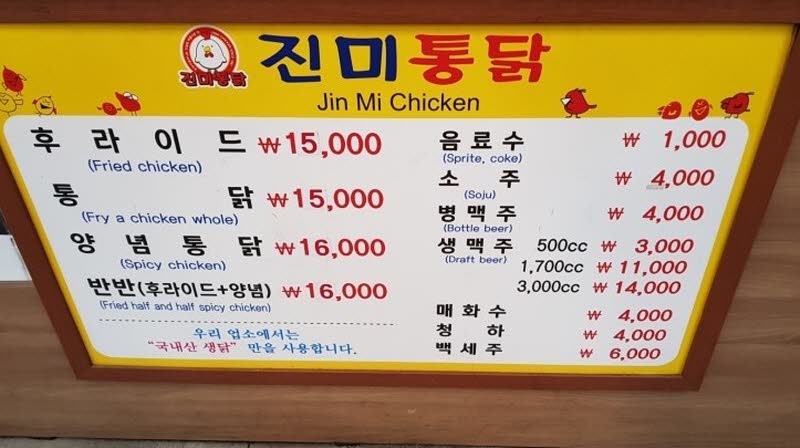 진미통닭
진미통닭
Jin Mi Chicken
후라이드 ₩15,000
(Fried chicken)
통닭 ₩15,000
(Fry a chicken whole)
양념통닭 ₩16,000
(Spicy chicken)
반반(후라이드+양념) ₩16,000
(Fried half and half spicy chicken)
우리 업소에서는
"국내산 생닭" 만을 사용합니다.
음료수 ₩ 1,000
(Sprite, coke)
소주 ₩ 4,000
(Soju)
병맥주 ₩ 4,000
(Bottle beer)
생맥주 500cc ₩ 3,000
(Draft beer) 1,700cc ₩ 11,000
3,000cc ₩ 14,000
매화수 ₩ 4,000
청하 ₩ 4,000
백세주 ₩ 6,000